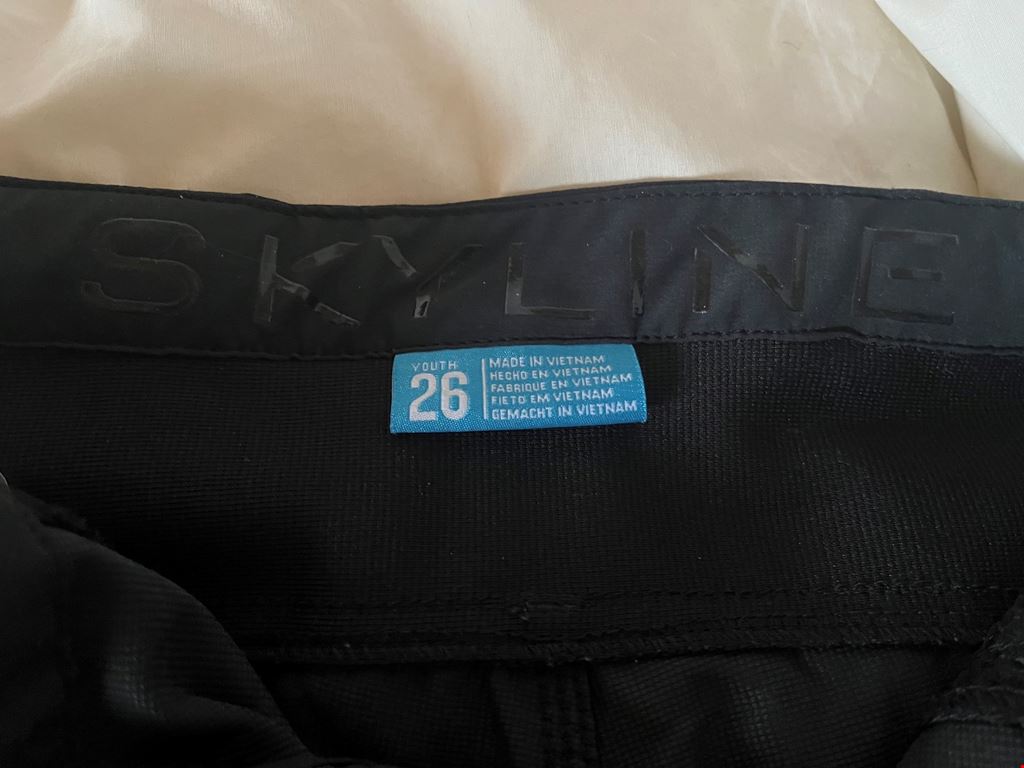 SKYLINE
YOUTH
26
MADE IN VIETNAM
HECHO EN VIETNAM
FABRIQUE EN VIETNAM
FIETO EM VIETNAM
GEMACHT IN VIETNAM